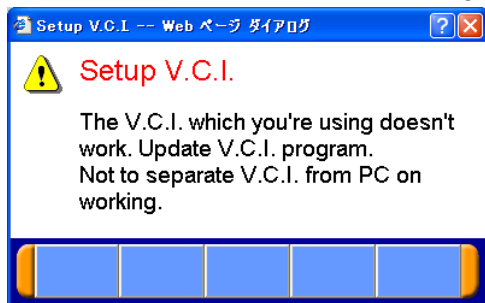 Setup V.C.I. -- Web ページ ダイアログ
Setup V.C.I.
The V.C.I. which you're using doesn't
work. Update V.C.I. program.
Not to separate V.C.I. from PC on
working.